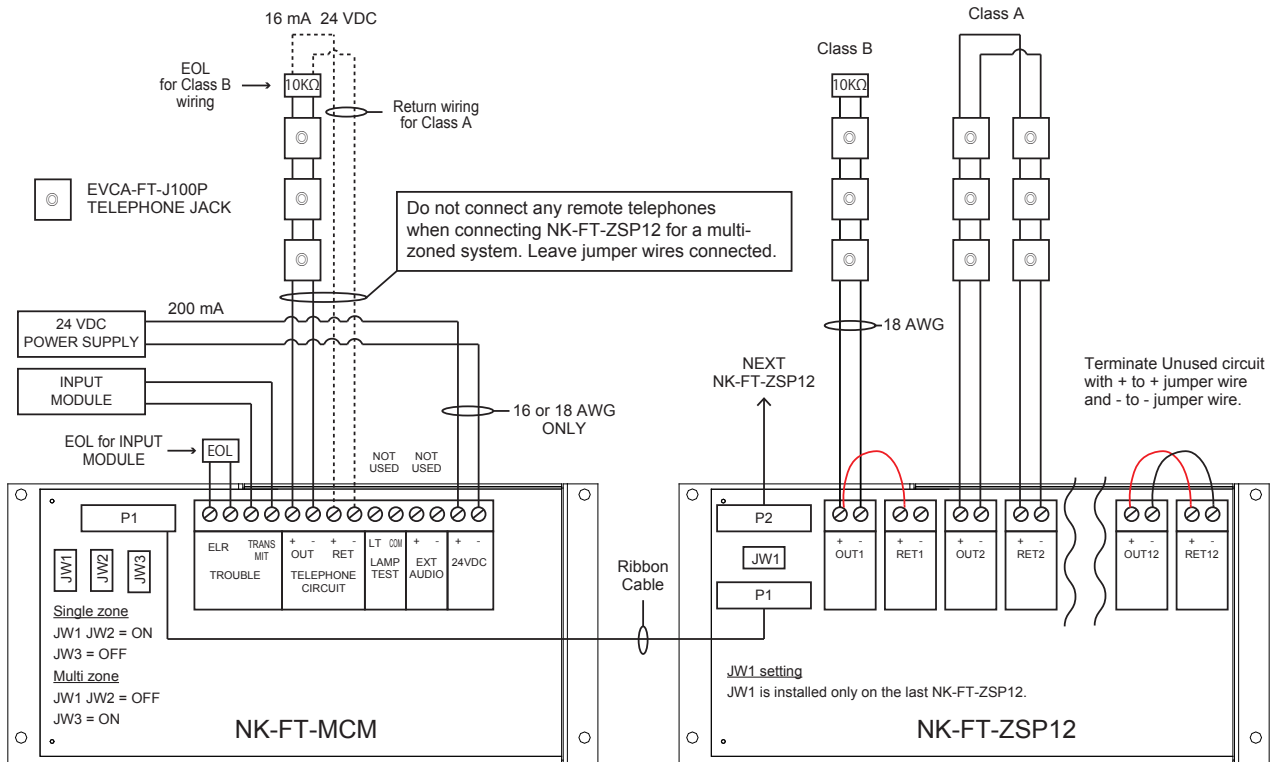 16 mA 24 VDC
EOL
for Class B
wiring
10KΩ
Return wiring
for Class A
EVCA-FT-J100P
TELEPHONE JACK
Do not connect any remote telephones
when connecting NK-FT-ZSP12 for a multi-
zoned system. Leave jumper wires connected.
200 mA
24 VDC
POWER SUPPLY
INPUT
MODULE
EOL for INPUT
MODULE
EOL
16 or 18 AWG
ONLY
NOT
USED
NOT
USED
P1
JW1
JW2
JW3
ELR
TRANS
MIT
TROUBLE
+ - + -
OUT RET
TELEPHONE
CIRCUIT
LT COM
LAMP
TEST
+ -
EXT
AUDIO
+ -
24VDC
Single zone
JW1 JW2 = ON
JW3 = OFF
Multi zone
JW1 JW2 = OFF
JW3 = ON
NK-FT-MCM
Ribbon
Cable
Class B
10KΩ
Class A
18 AWG
NEXT
NK-FT-ZSP12
Terminate Unused circuit
with + to + jumper wire
and - to - jumper wire.
P2
JW1
P1
+ -
OUT1
+ -
RET1
+ -
OUT2
+ -
RET2
+ -
OUT12
+ -
RET12
JW1 setting
JW1 is installed only on the last NK-FT-ZSP12.
NK-FT-ZSP12